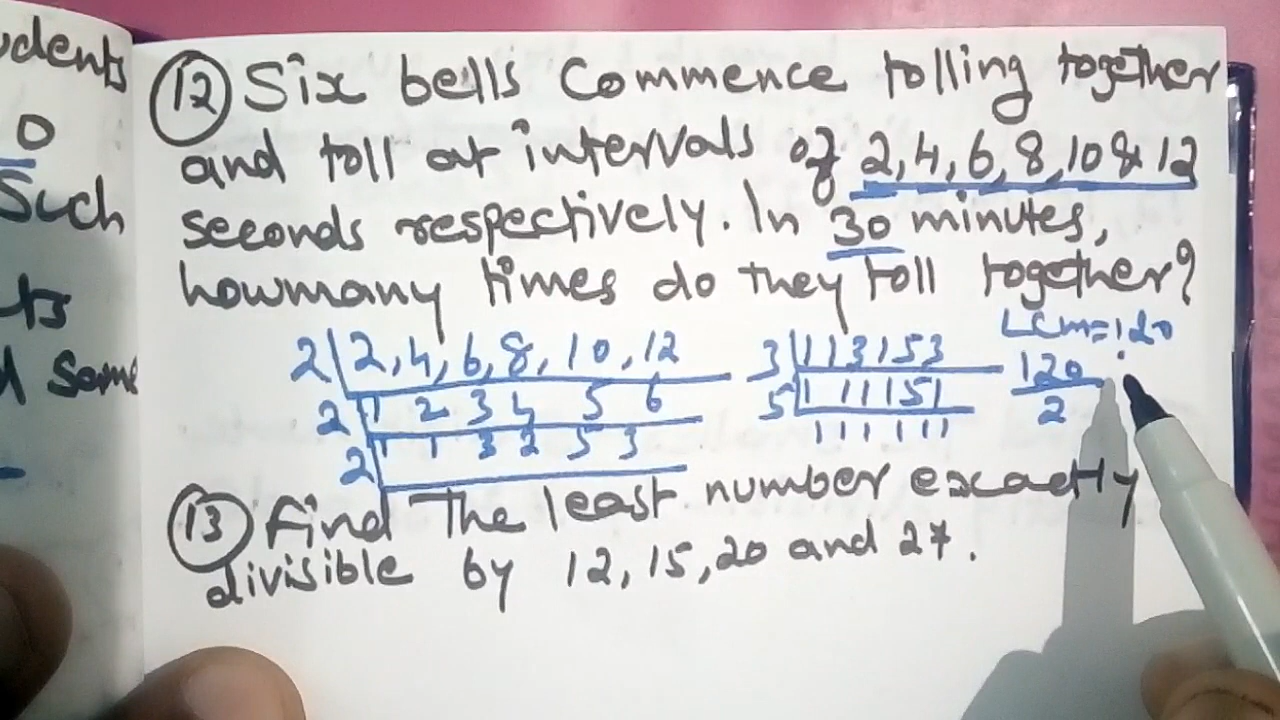 udents
0
Such
ts
d same
(12) Six bells Commence tolling together
and toll at intervals of 2, 4, 6, 8, 10 & 12
seconds respectively. In 30 minutes,
howmany times do they toll together?
LCM=120
2|2, 4, 6, 8, 10, 12
3|1 1 3 1 5 3
120
2|1 2 3 4 5 6
5|1 1 1 1 5 1
2
2|1 1 3 2 5 3
1 1 1 1 1 1
(13) Find The least number exactly
divisible by 12, 15, 20 and 27.